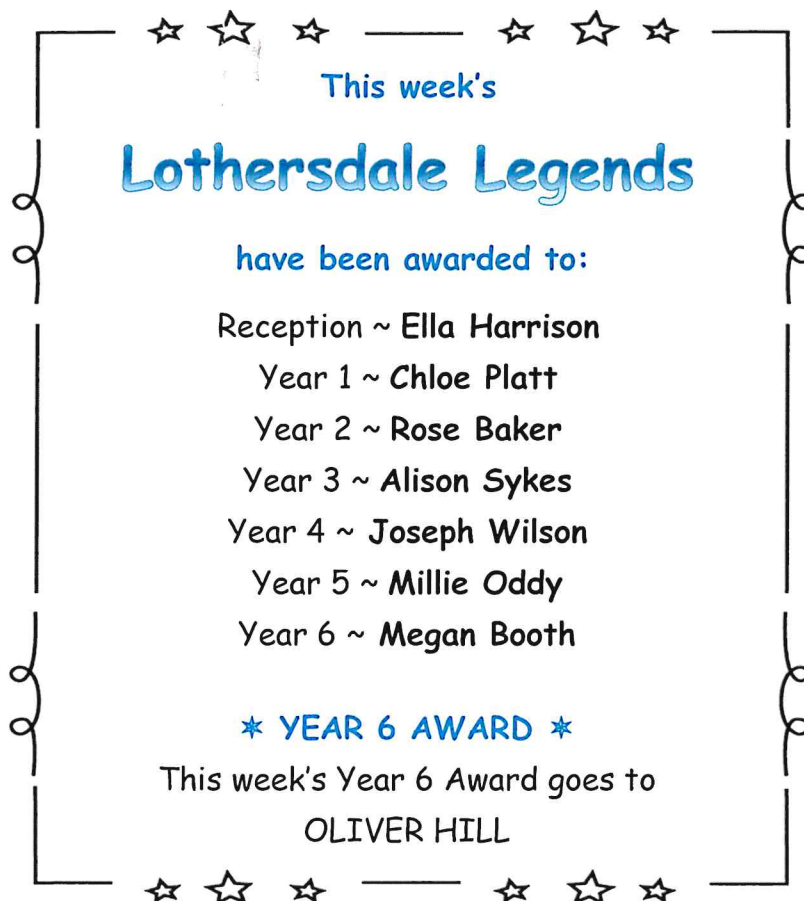 This week's
Lothersdale Legends
have been awarded to:
Reception ~ Ella Harrison
Year 1 ~ Chloe Platt
Year 2 ~ Rose Baker
Year 3 ~ Alison Sykes
Year 4 ~ Joseph Wilson
Year 5 ~ Millie Oddy
Year 6 ~ Megan Booth
* YEAR 6 AWARD *
This week's Year 6 Award goes to
OLIVER HILL